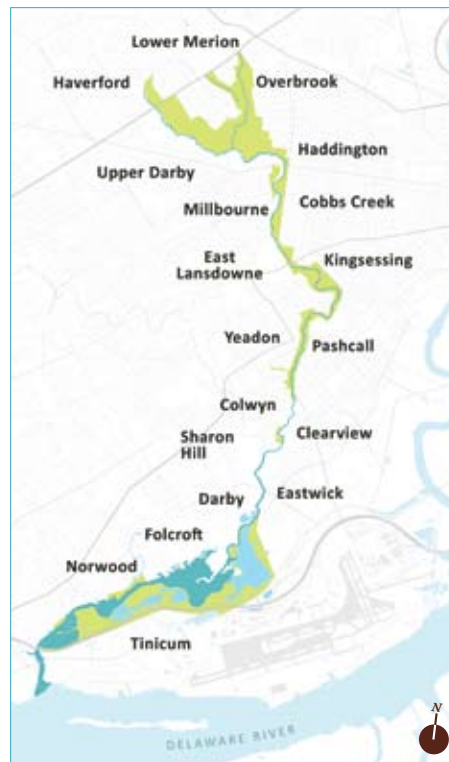 Lower Merion
Haverford
Overbrook
Haddington
Upper Darby
Millbourne
Cobbs Creek
East
Lansdowne
Kingsessing
Yeadon
Pashcall
Colwyn
Clearview
Sharon
Hill
Darby
Eastwick
Folcroft
Norwood
Tinicum
DELAWARE RIVER
N